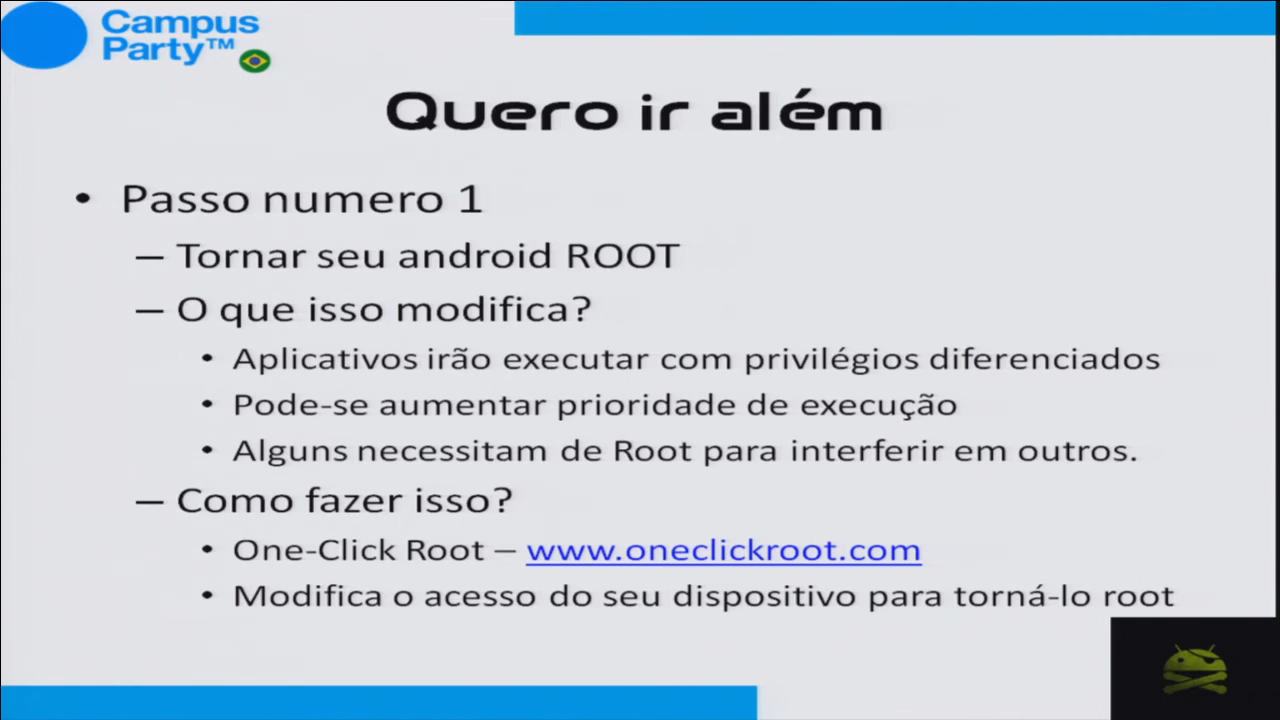 Campus
Party™
Quero ir além
• Passo numero 1
– Tornar seu android ROOT
– O que isso modifica?
• Aplicativos irão executar com privilégios diferenciados
• Pode-se aumentar prioridade de execução
• Alguns necessitam de Root para interferir em outros.
– Como fazer isso?
• One-Click Root – www.oneclickroot.com
• Modifica o acesso do seu dispositivo para torná-lo root